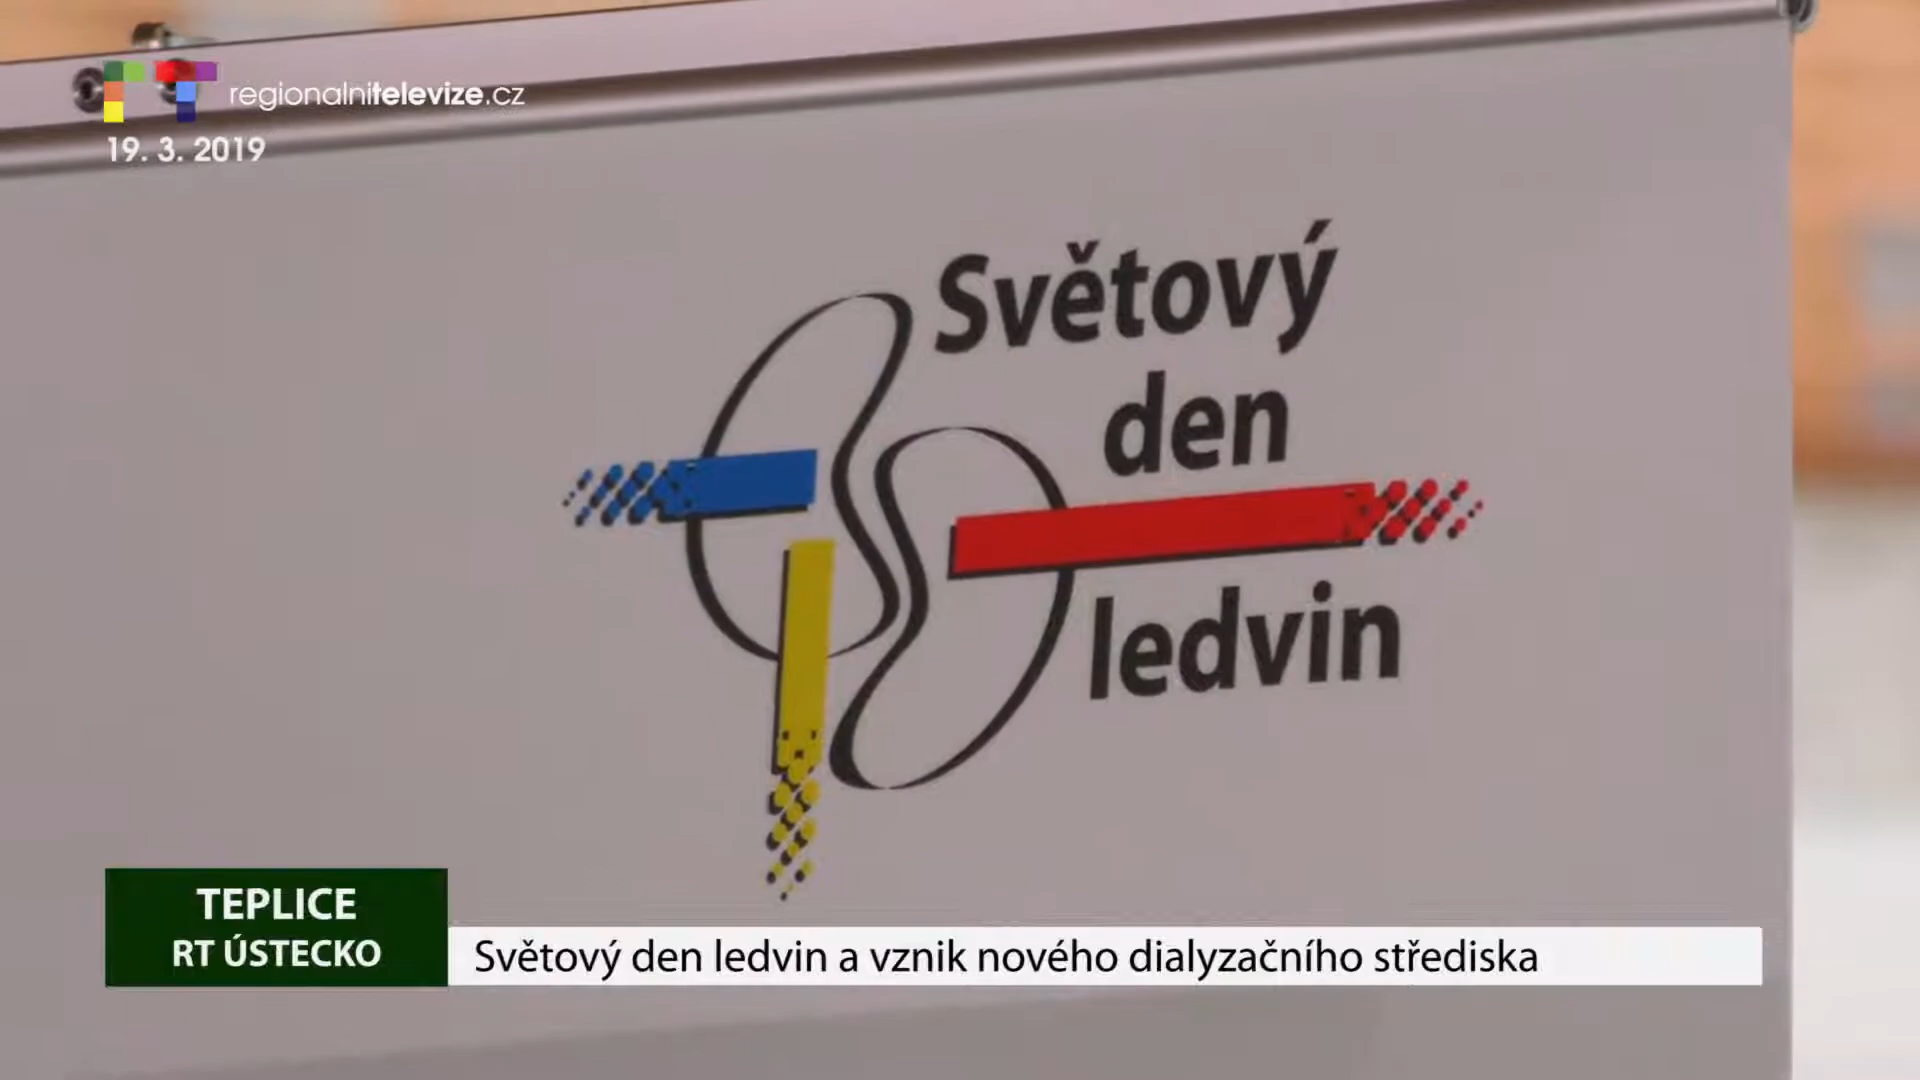 regionalnitelevize.cz
19. 3. 2019
Světový
den
ledvin
TEPLICE
RT ÚSTECKO
Světový den ledvin a vznik nového dialyzačního střediska